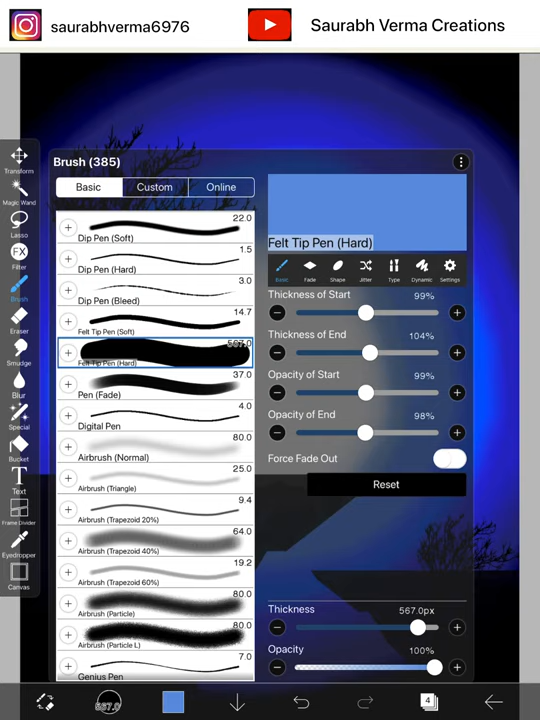 saurabhverma6976
Saurabh Verma Creations
Transform
Magic Wand
Lasso
FX
Filter
Brush
Eraser
Smudge
Blur
Special
Bucket
T
Text
Frame Divider
Eyedropper
Canvas
Brush (385)
Basic
Custom
Online
22.0
Dip Pen (Soft)
1.5
Dip Pen (Hard)
3.0
Dip Pen (Bleed)
14.7
Felt Tip Pen (Soft)
567.0
Felt Tip Pen (Hard)
37.0
Pen (Fade)
4.0
Digital Pen
80.0
Airbrush (Normal)
25.0
Airbrush (Triangle)
9.4
Airbrush (Trapezoid 20%)
64.0
Airbrush (Trapezoid 40%)
19.2
Airbrush (Trapezoid 60%)
80.0
Airbrush (Particle)
80.0
Airbrush (Particle L)
7.0
Genius Pen
Felt Tip Pen (Hard)
Basic
Fade
Shape
Jitter
Type
Dynamic
Settings
Thickness of Start
99%
Thickness of End
104%
Opacity of Start
99%
Opacity of End
98%
Force Fade Out
Reset
Thickness
567.0px
Opacity
100%
567.0
4